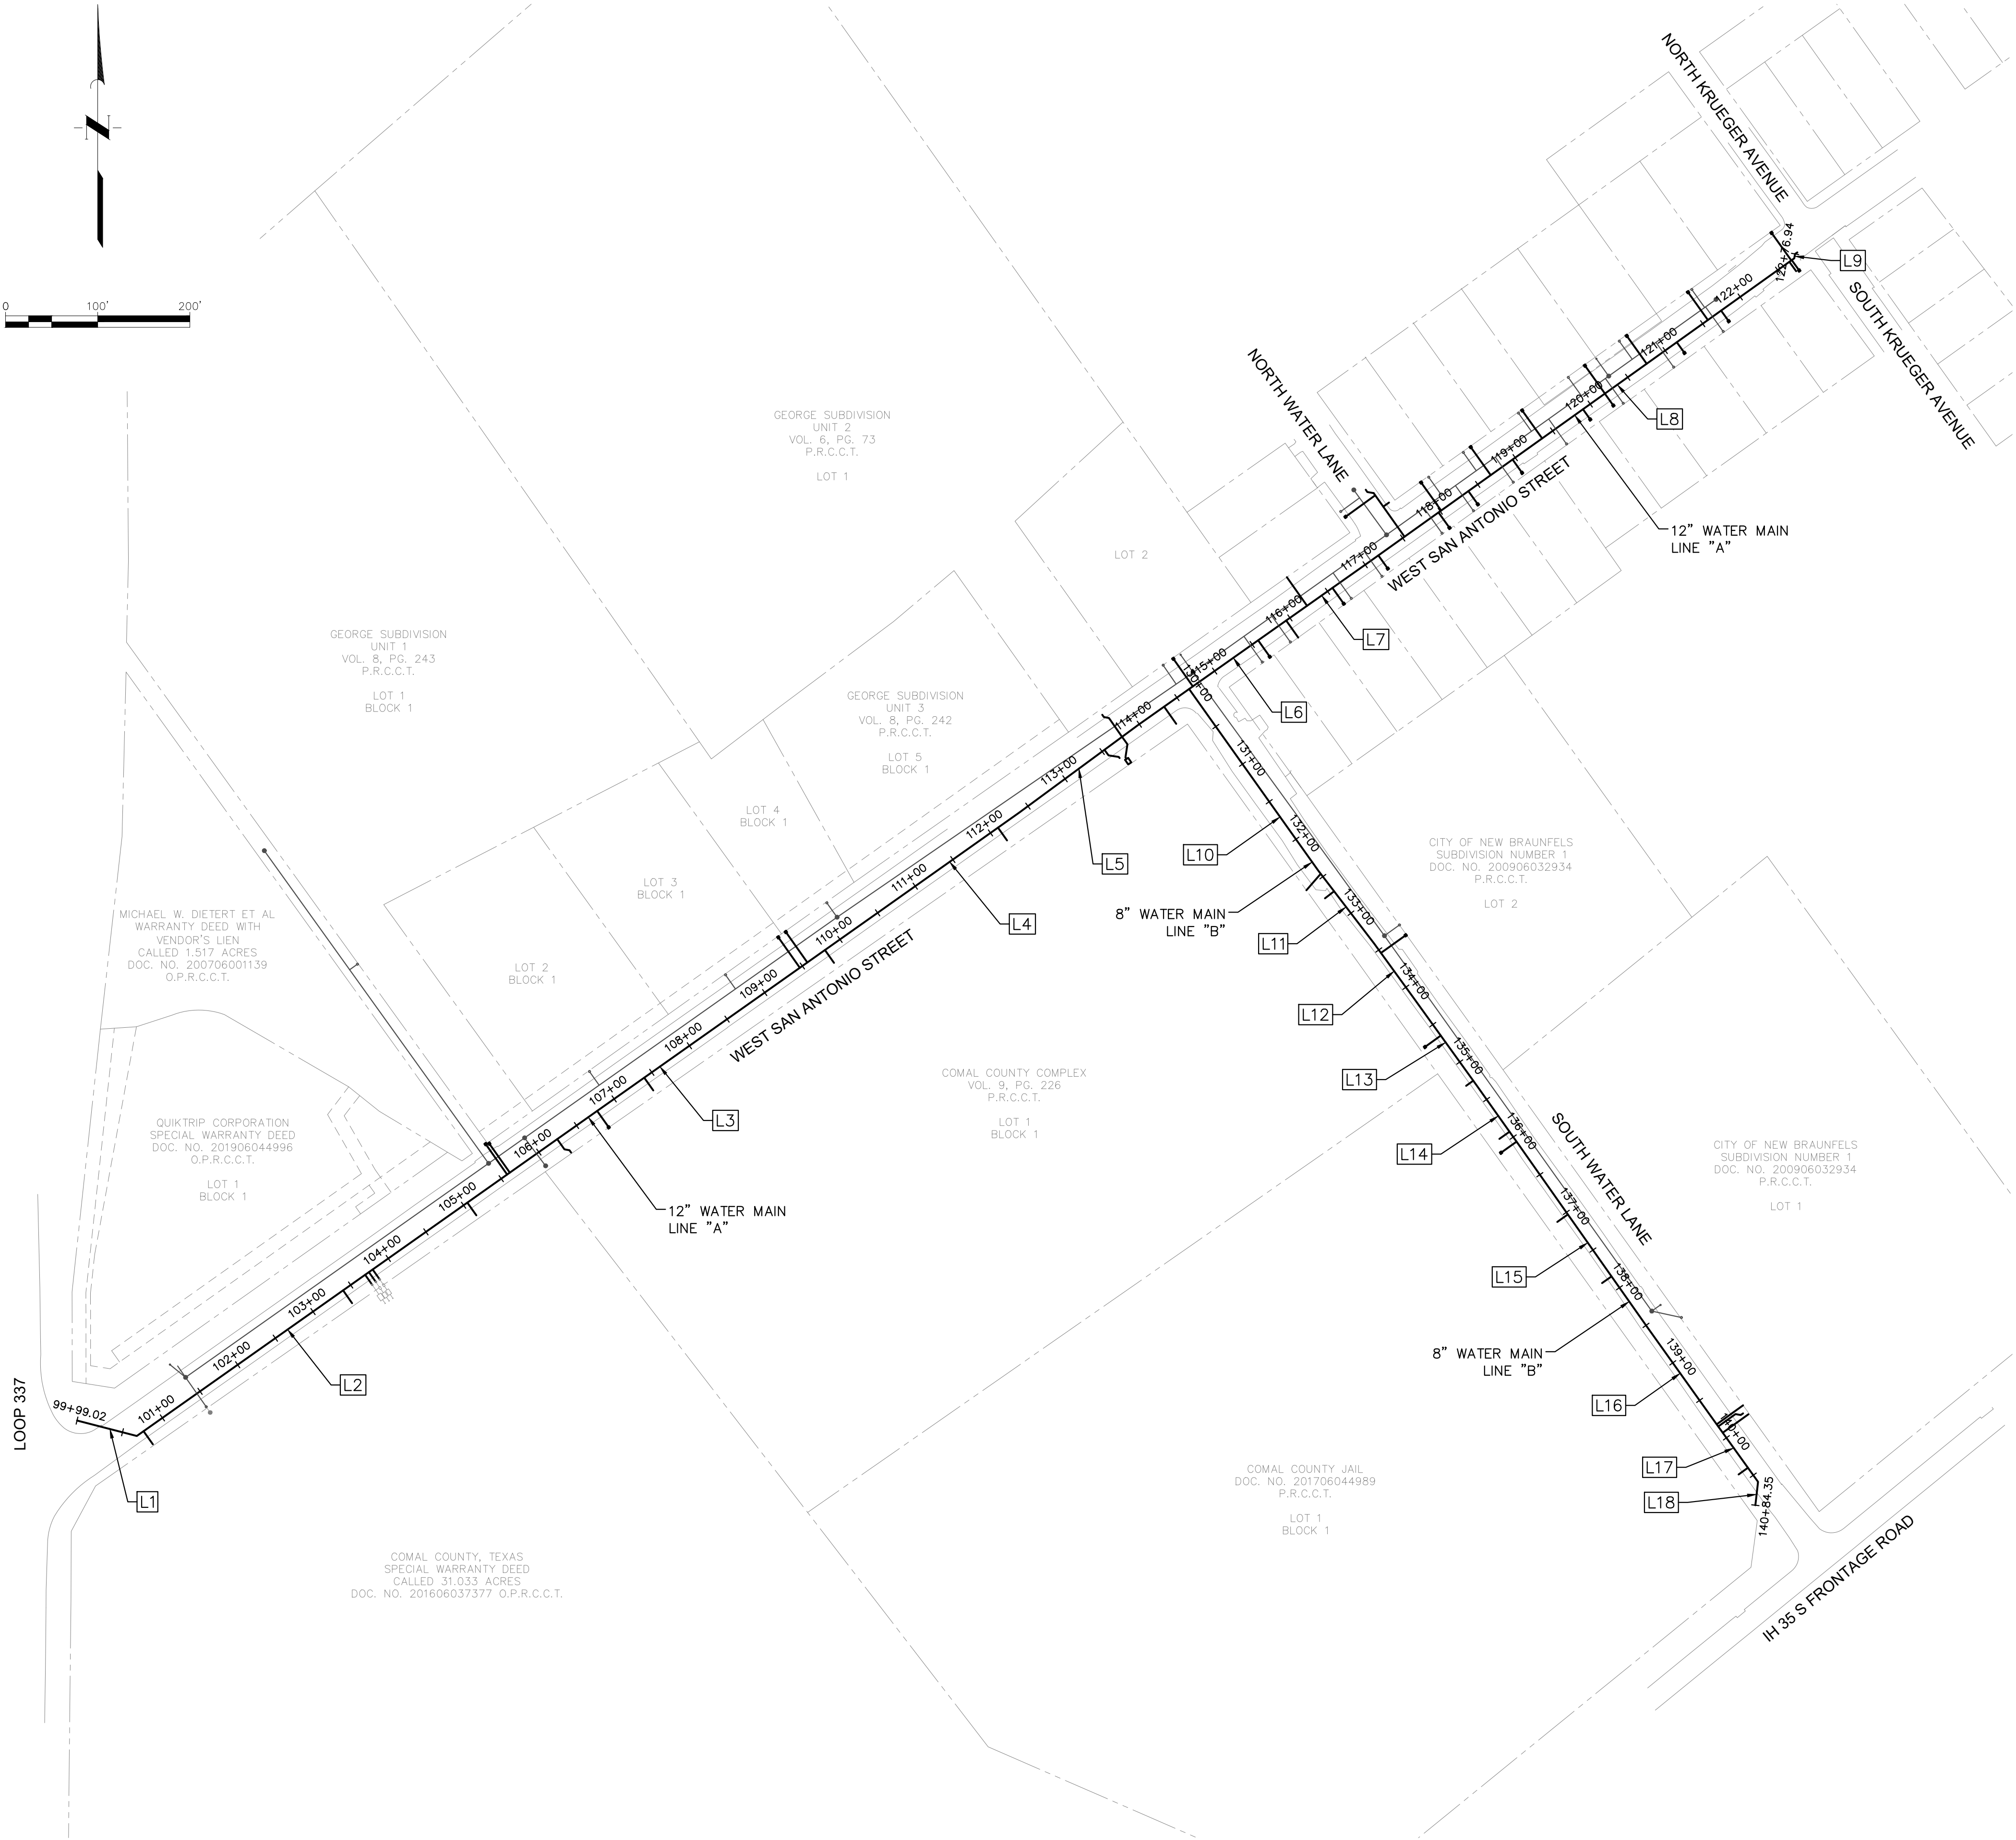 NORTH KRUEGER AVENUE
122+76.94
L9
SOUTH KRUEGER AVENUE
0 100' 200'
122+00
121+00
120+00
L8
119+00
118+00
12" WATER MAIN
LINE "A"
NORTH WATER LANE
117+00
WEST SAN ANTONIO STREET
116+00
L7
115+00
L6
GEORGE SUBDIVISION
UNIT 2
VOL. 6, PG. 73
P.R.C.C.T.
LOT 1
LOT 2
GEORGE SUBDIVISION
UNIT 1
VOL. 8, PG. 243
P.R.C.C.T.
LOT 1
BLOCK 1
GEORGE SUBDIVISION
UNIT 3
VOL. 8, PG. 242
P.R.C.C.T.
LOT 5
BLOCK 1
LOT 4
BLOCK 1
LOT 3
BLOCK 1
LOT 2
BLOCK 1
114+00
113+00
112+00
111+00
110+00
109+00
108+00
107+00
106+00
105+00
104+00
103+00
102+00
101+00
99+99.02
L5
L4
L3
L2
L1
WEST SAN ANTONIO STREET
12" WATER MAIN
LINE "A"
LOOP 337
MICHAEL W. DIETERT ET AL
WARRANTY DEED WITH
VENDOR'S LIEN
CALLED 1.517 ACRES
DOC. NO. 200706001139
O.P.R.C.C.T.
QUIKTRIP CORPORATION
SPECIAL WARRANTY DEED
DOC. NO. 201906044996
O.P.R.C.C.T.
LOT 1
BLOCK 1
130+00
131+00
132+00
133+00
134+00
135+00
136+00
137+00
138+00
139+00
140+00
140+84.35
L10
8" WATER MAIN
LINE "B"
L11
L12
L13
L14
L15
8" WATER MAIN
LINE "B"
L16
L17
L18
CITY OF NEW BRAUNFELS
SUBDIVISION NUMBER 1
DOC. NO. 200906032934
P.R.C.C.T.
LOT 2
COMAL COUNTY COMPLEX
VOL. 9, PG. 226
P.R.C.C.T.
LOT 1
BLOCK 1
SOUTH WATER LANE
CITY OF NEW BRAUNFELS
SUBDIVISION NUMBER 1
DOC. NO. 200906032934
P.R.C.C.T.
LOT 1
COMAL COUNTY JAIL
DOC. NO. 201706044989
P.R.C.C.T.
LOT 1
BLOCK 1
COMAL COUNTY, TEXAS
SPECIAL WARRANTY DEED
CALLED 31.033 ACRES
DOC. NO. 201606037377 O.P.R.C.C.T.
IH 35 S FRONTAGE ROAD